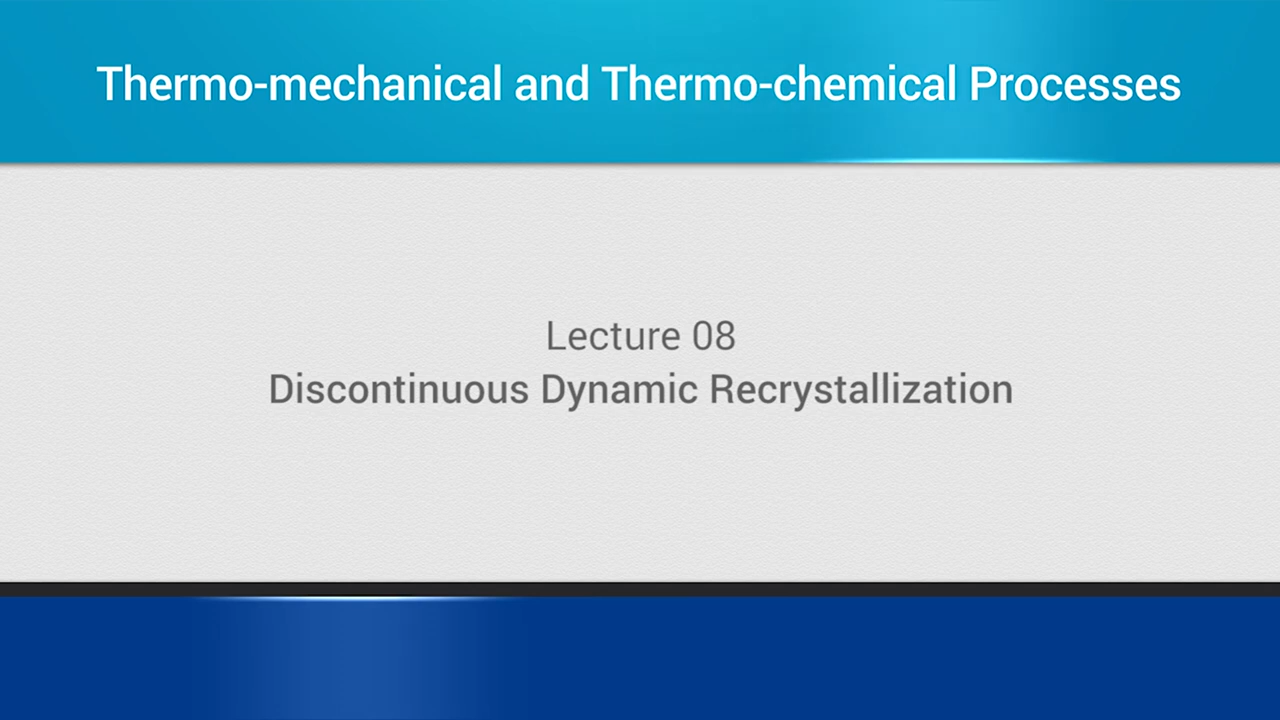 Thermo-mechanical and Thermo-chemical Processes
Lecture 08
Discontinuous Dynamic Recrystallization